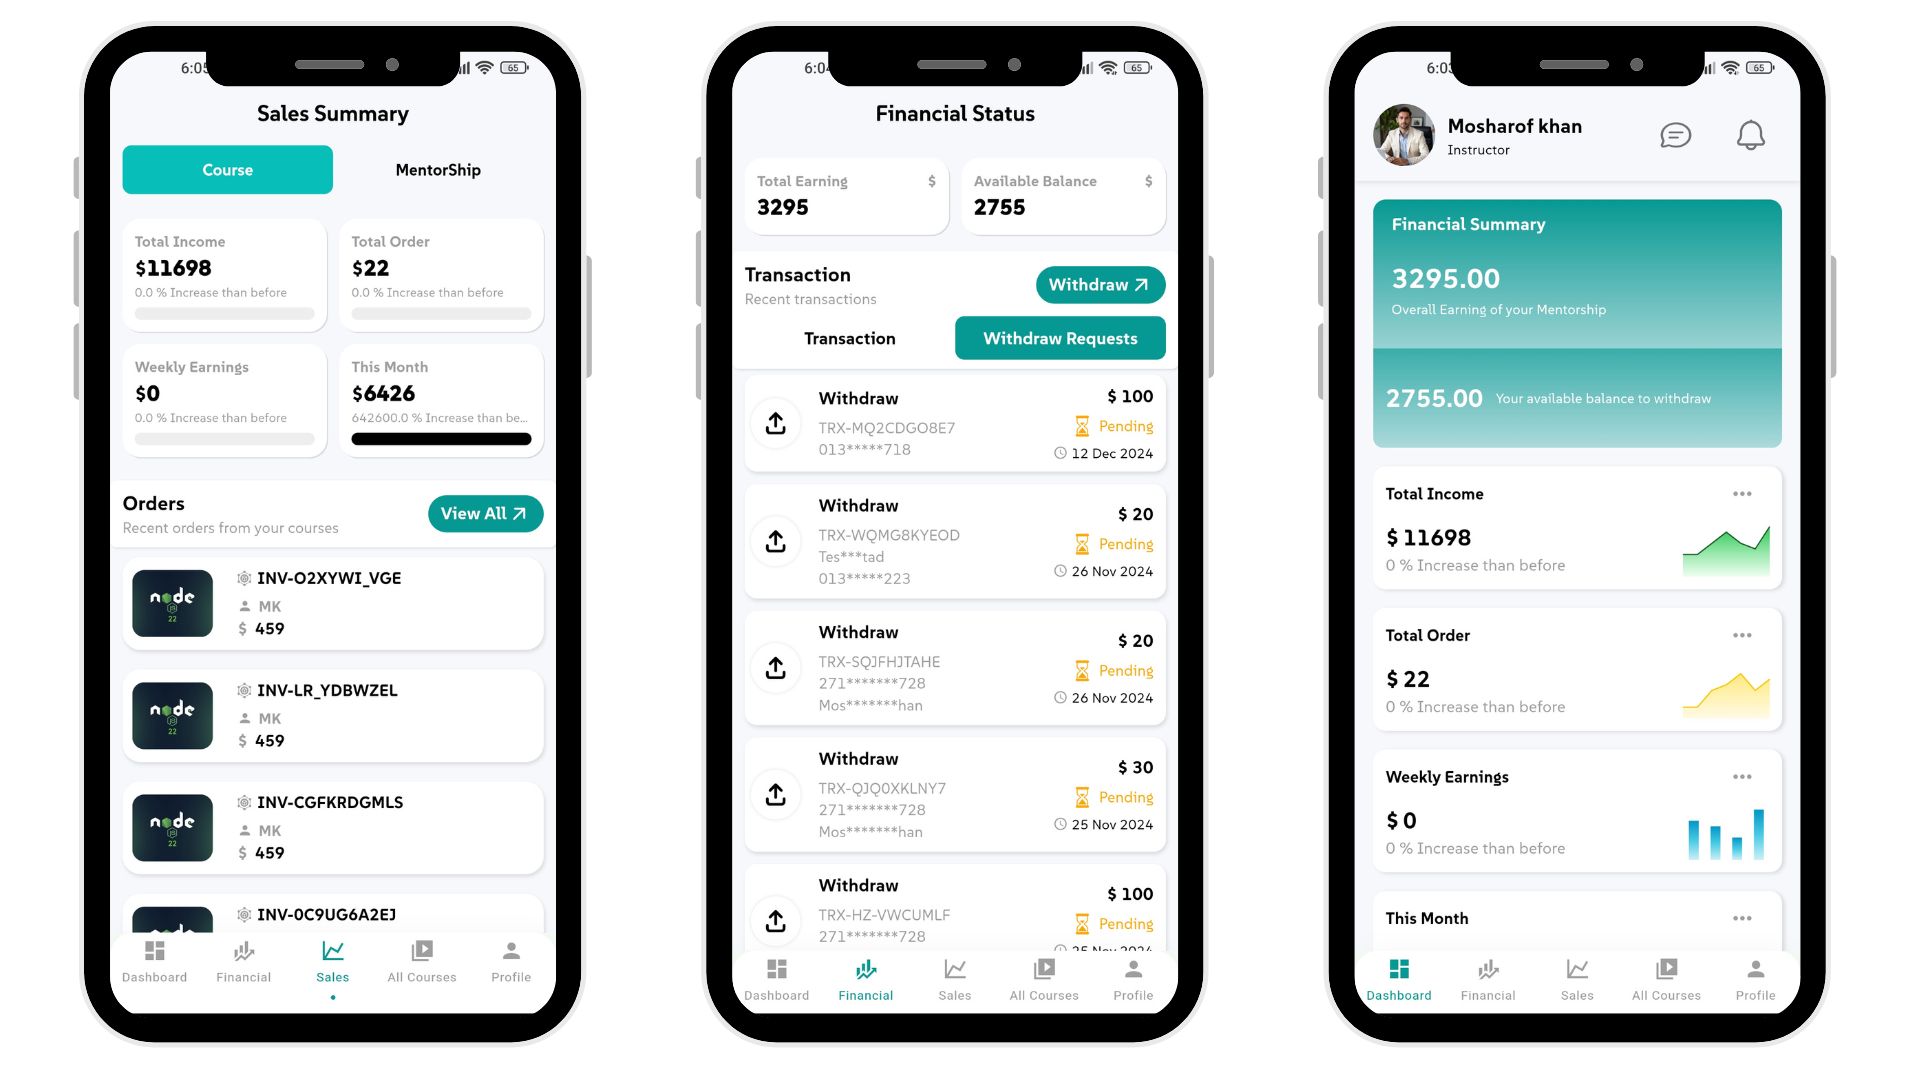 6:05
65
Sales Summary
Course
MentorShip
Total Income
$11698
0.0 % Increase than before
Total Order
$22
0.0 % Increase than before
Weekly Earnings
$0
0.0 % Increase than before
This Month
$6426
642600.0 % Increase than be...
Orders
Recent orders from your courses
View All
node
JS
22
INV-O2XYWI_VGE
MK
$ 459
node
JS
22
INV-LR_YDBWZEL
MK
$ 459
node
JS
22
INV-CGFKRDGMLS
MK
$ 459
INV-0C9UG6A2EJ
Dashboard
Financial
Sales
All Courses
Profile
6:04
65
Financial Status
Total Earning $
3295
Available Balance $
2755
Transaction
Recent transactions
Withdraw
Transaction
Withdraw Requests
Withdraw
TRX-MQ2CDGO8E7
013*****718
$ 100
Pending
12 Dec 2024
Withdraw
TRX-WQMG8KYEOD
Tes***tad
013*****223
$ 20
Pending
26 Nov 2024
Withdraw
TRX-SQJFHJTAHE
271*******728
Mos*******han
$ 20
Pending
26 Nov 2024
Withdraw
TRX-QJQ0XKLNY7
271*******728
Mos*******han
$ 30
Pending
25 Nov 2024
Withdraw
TRX-HZ-VWCUMLF
271*******728
$ 100
Pending
25 Nov 2024
Dashboard
Financial
Sales
All Courses
Profile
6:03
65
Mosharof khan
Instructor
Financial Summary
3295.00
Overall Earning of your Mentorship
2755.00 Your available balance to withdraw
Total Income
$ 11698
0 % Increase than before
Total Order
$ 22
0 % Increase than before
Weekly Earnings
$ 0
0 % Increase than before
This Month
Dashboard
Financial
Sales
All Courses
Profile